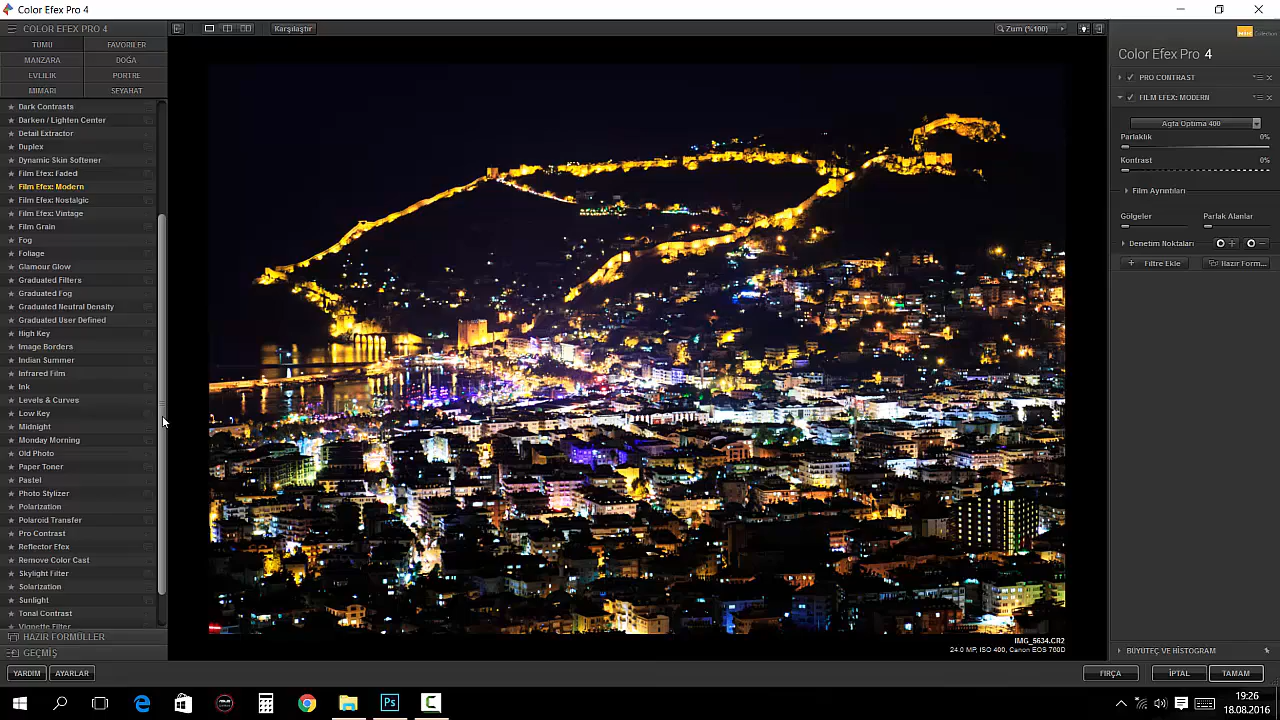 Color Efex Pro 4
COLOR EFEX PRO 4
TÜMÜ
FAVORİLER
MANZARA
DOĞA
EVLİLİK
PORTRE
MİMARİ
SEYAHAT
Dark Contrasts
Darken / Lighten Center
Detail Extractor
Duplex
Dynamic Skin Softener
Film Efex: Faded
Film Efex: Modern
Film Efex: Nostalgic
Film Efex: Vintage
Film Grain
Fog
Foliage
Glamour Glow
Graduated Filters
Graduated Fog
Graduated Neutral Density
Graduated User Defined
High Key
Image Borders
Indian Summer
Infrared Film
Ink
Levels & Curves
Low Key
Midnight
Monday Morning
Old Photo
Paper Toner
Pastel
Photo Stylizer
Polarization
Polaroid Transfer
Pro Contrast
Reflector Efex
Remove Color Cast
Skylight Filter
Solarization
Sunlight
Tonal Contrast
Vignette Filter
HAZIR FORMÜLLER
GEÇMİŞ
YARDIM
AYARLAR
Karşılaştır
Zum (%100)
IMG_5634.CR2
24.0 MP, ISO 400, Canon EOS 760D
Collection
Color Efex Pro 4
PRO CONTRAST
FILM EFEX: MODERN
Agfa Optima 400
Parlaklık 0%
Kontrast 0%
Film Ayrıntıları
Gölgeler
Parlak Alanlar
Denetim Noktaları
Filtre Ekle
Hazır Form...
BÜYÜTEÇ VE HİSTOGRAM
FIRÇA
İPTAL
TAMAM
Ps
19:26
18.08.2016